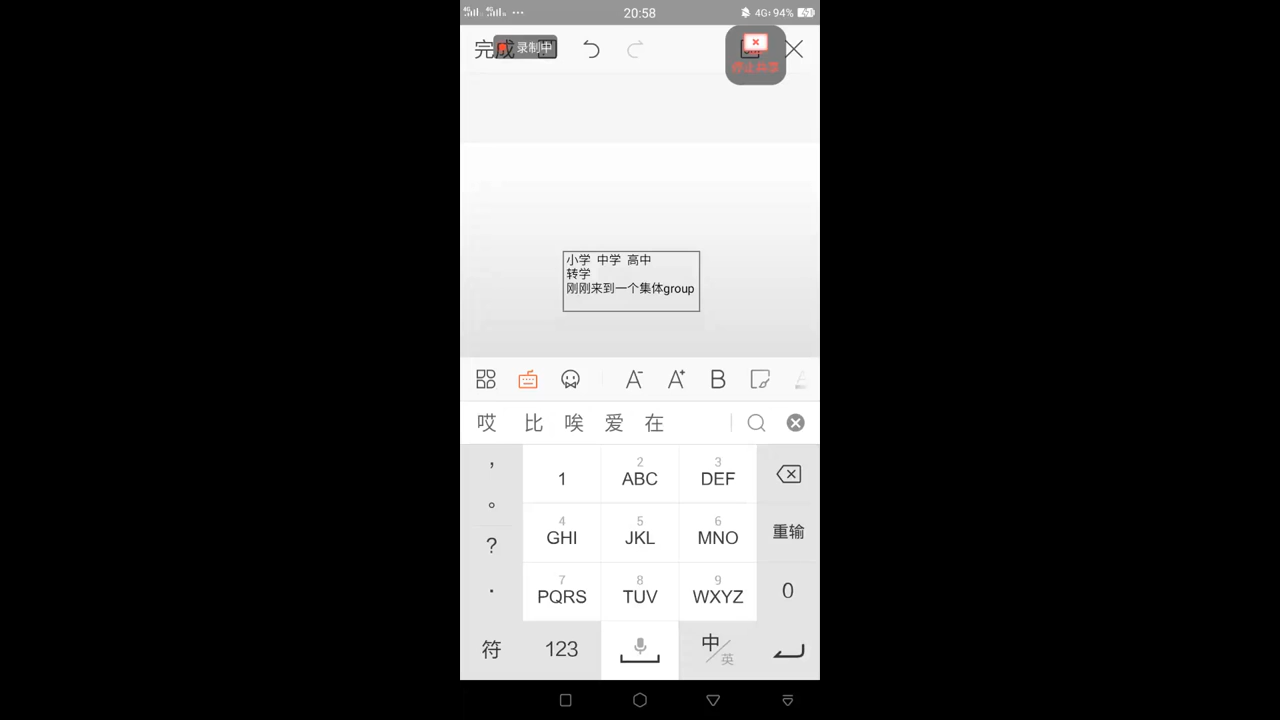 20:58
4G 94%
完成
录制中
小学 中学 高中
转学
刚刚来到一个集体group
A- A+ B
哎 比 唉 爱 在
,
1
2
ABC
3
DEF
。
4
GHI
5
JKL
6
MNO
重输
?
7
PQRS
8
TUV
9
WXYZ
0
.
符
123
中/英